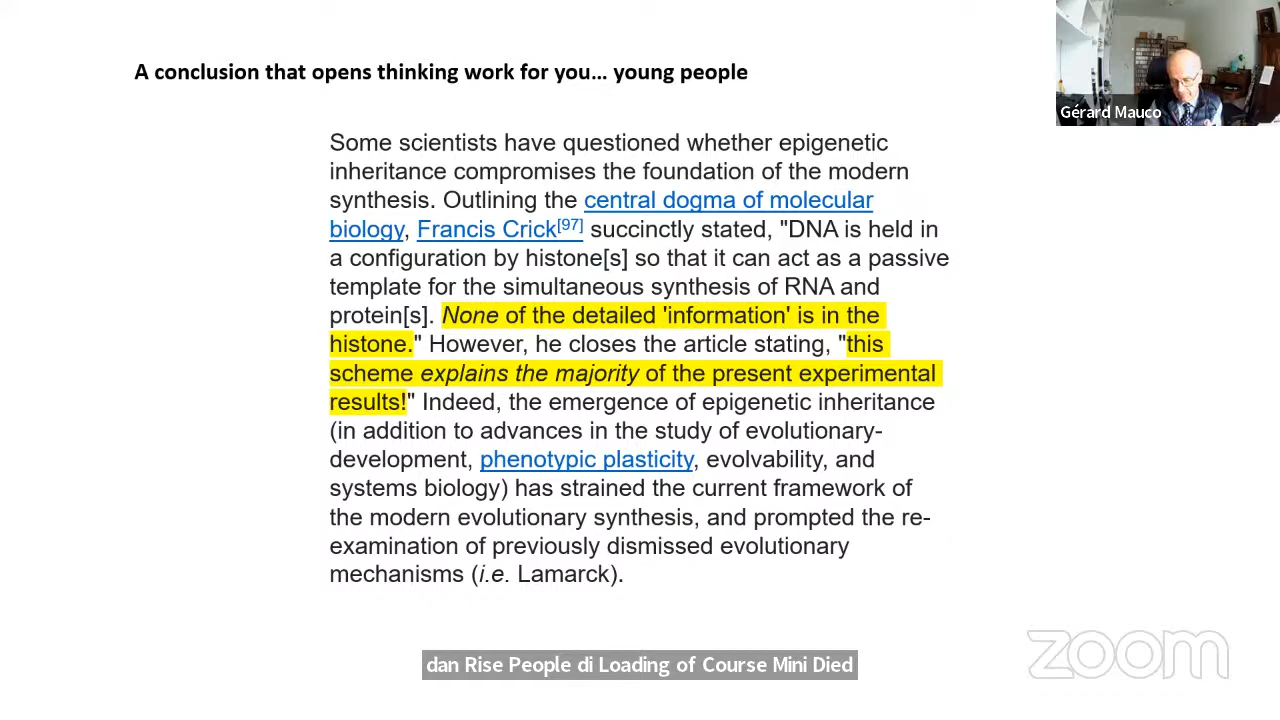 A conclusion that opens thinking work for you... young people
Gérard Mauco
Some scientists have questioned whether epigenetic
inheritance compromises the foundation of the modern
synthesis. Outlining the central dogma of molecular
biology, Francis Crick[97] succinctly stated, "DNA is held in
a configuration by histone[s] so that it can act as a passive
template for the simultaneous synthesis of RNA and
protein[s]. None of the detailed 'information' is in the
histone." However, he closes the article stating, "this
scheme explains the majority of the present experimental
results!" Indeed, the emergence of epigenetic inheritance
(in addition to advances in the study of evolutionary-
development, phenotypic plasticity, evolvability, and
systems biology) has strained the current framework of
the modern evolutionary synthesis, and prompted the re-
examination of previously dismissed evolutionary
mechanisms (i.e. Lamarck).
zoom
dan Rise People di Loading of Course Mini Died